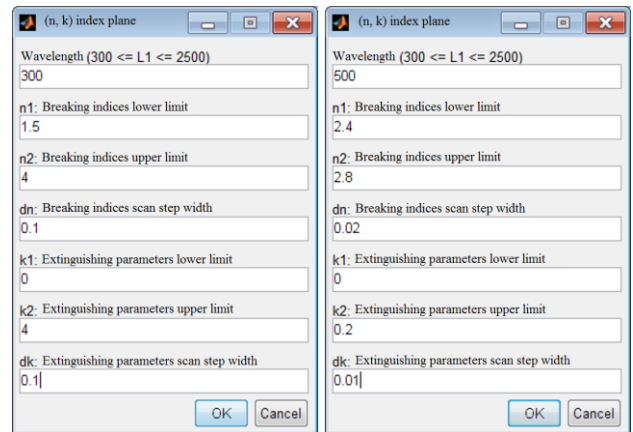 (n, k) index plane
Wavelength (300 <= L1 <= 2500)
300
n1: Breaking indices lower limit
1.5
n2: Breaking indices upper limit
4
dn: Breaking indices scan step width
0.1
k1: Extinguishing parameters lower limit
0
k2: Extinguishing parameters upper limit
4
dk: Extinguishing parameters scan step width
0.1
OK Cancel
(n, k) index plane
Wavelength (300 <= L1 <= 2500)
500
n1: Breaking indices lower limit
2.4
n2: Breaking indices upper limit
2.8
dn: Breaking indices scan step width
0.02
k1: Extinguishing parameters lower limit
0
k2: Extinguishing parameters upper limit
0.2
dk: Extinguishing parameters scan step width
0.01
OK Cancel